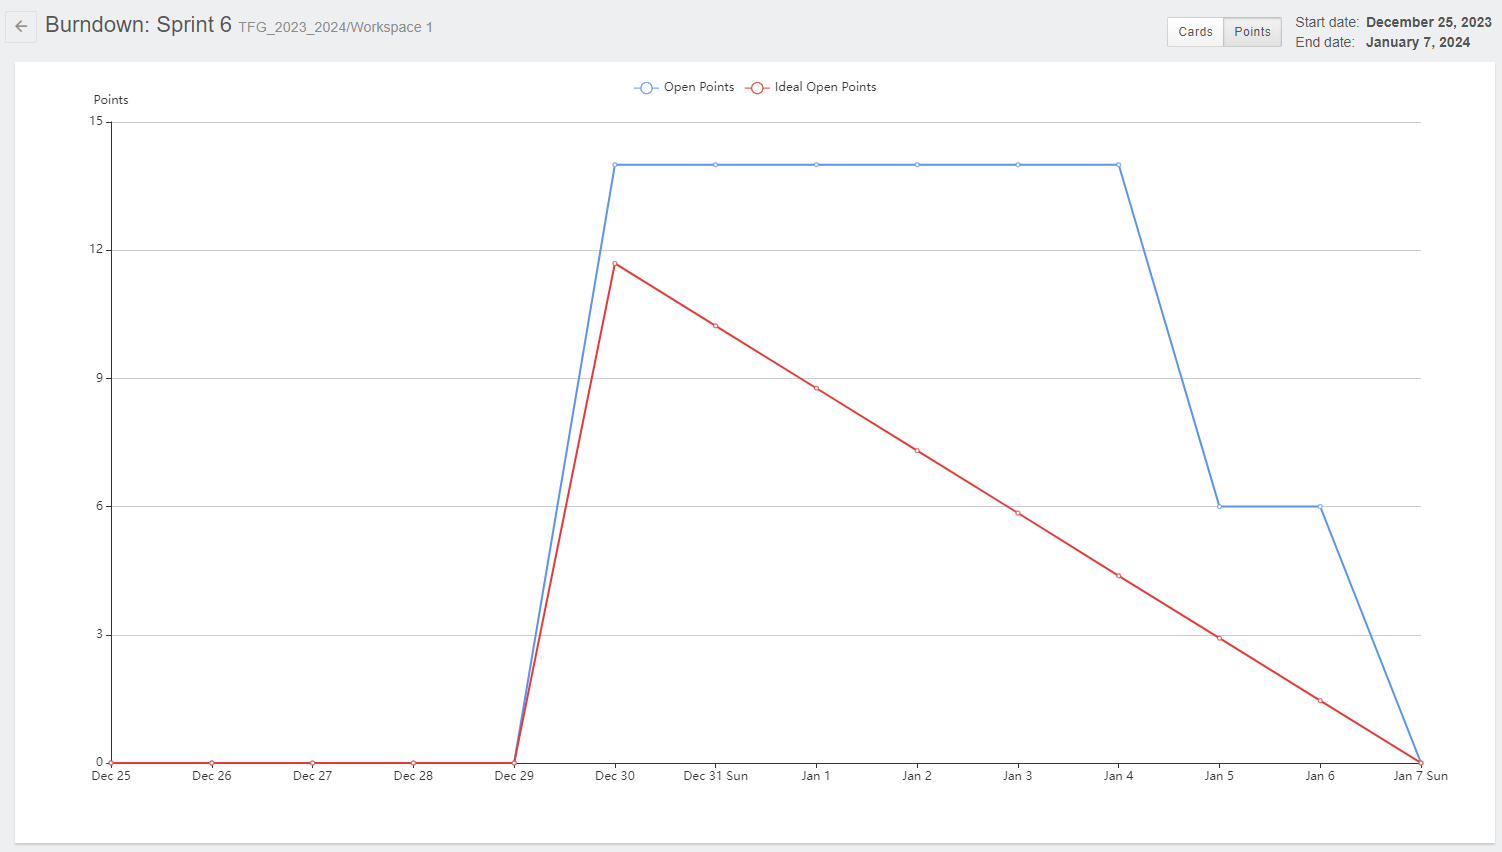 Burndown: Sprint 6 TFG_2023_2024/Workspace 1
Cards Points
Start date: December 25, 2023
End date: January 7, 2024
Open Points Ideal Open Points
Points
15
12
9
6
3
0
Dec 25 Dec 26 Dec 27 Dec 28 Dec 29 Dec 30 Dec 31 Sun Jan 1 Jan 2 Jan 3 Jan 4 Jan 5 Jan 6 Jan 7 Sun